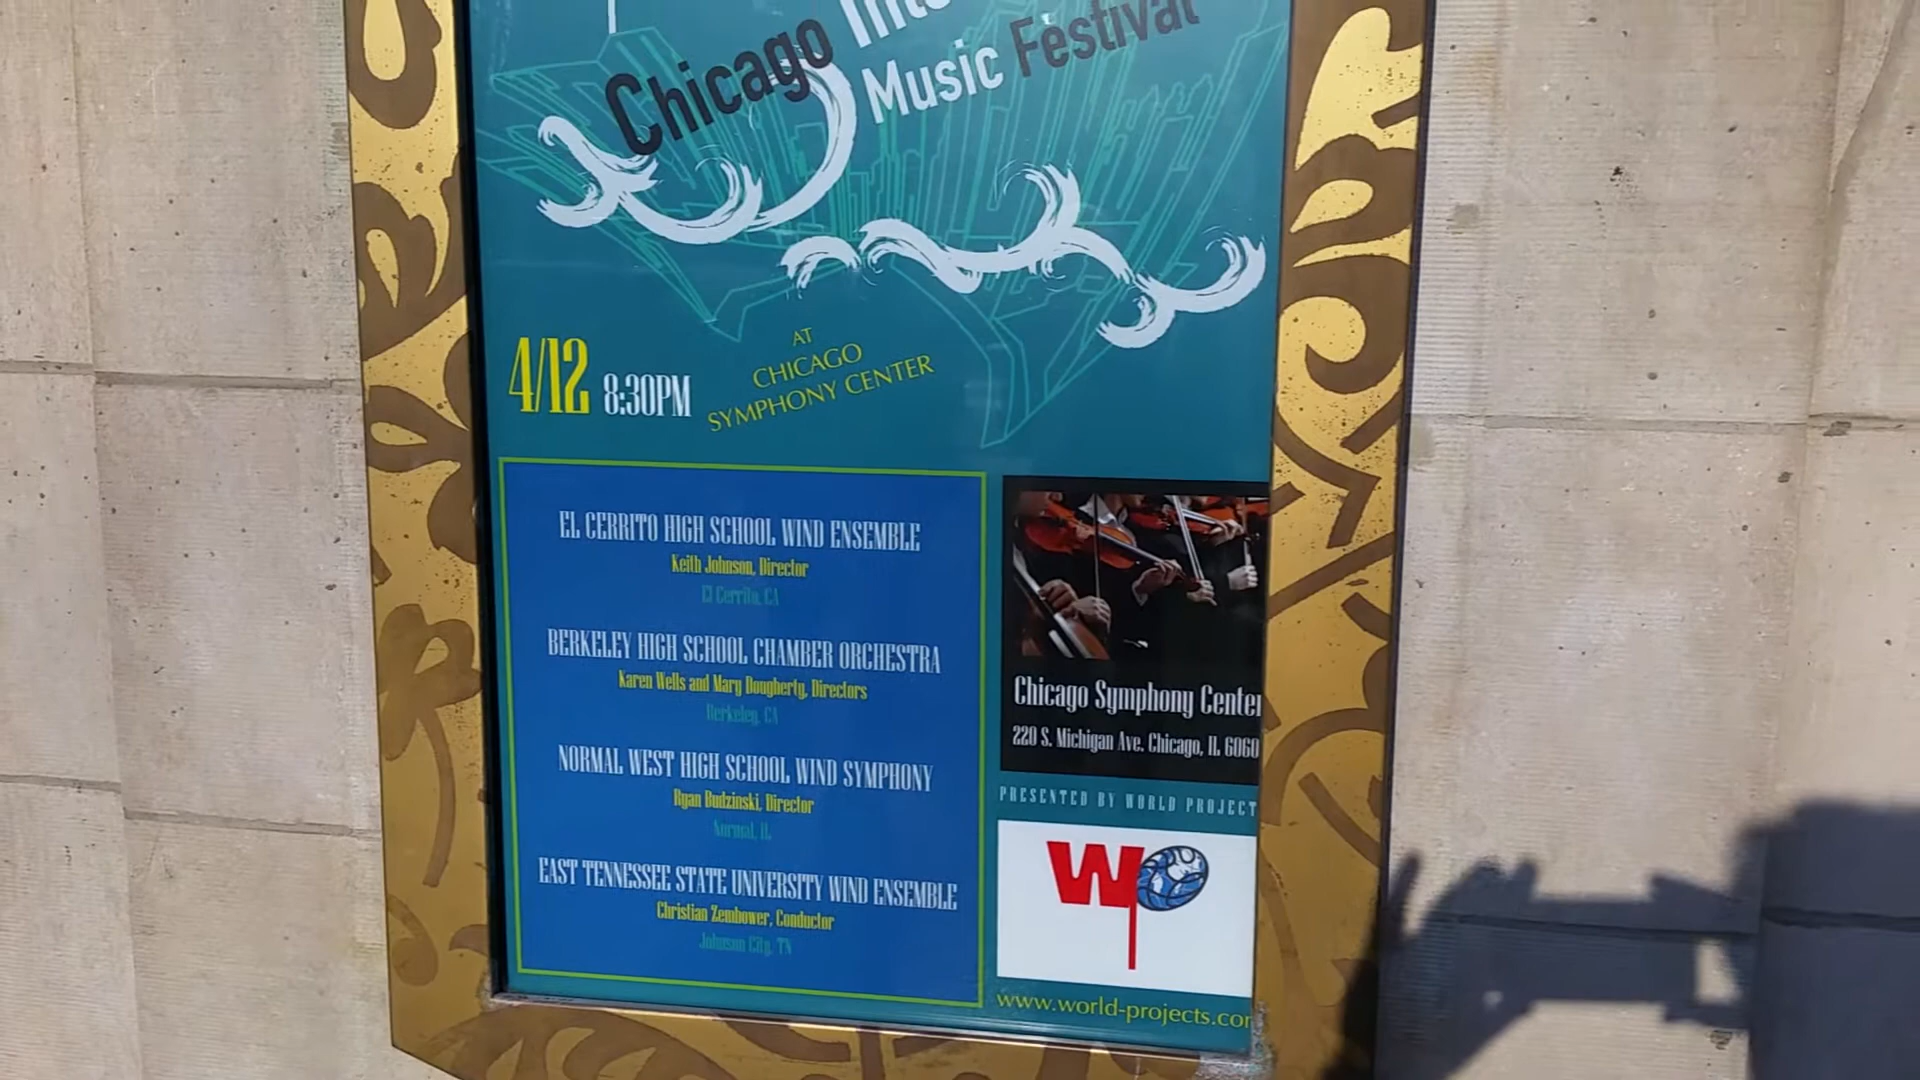 Chicago
Music Festival
4/12 8:30PM
AT
CHICAGO
SYMPHONY CENTER
EL CERRITO HIGH SCHOOL WIND ENSEMBLE
Keith Johnson, Director
El Cerrito, CA
BERKELEY HIGH SCHOOL CHAMBER ORCHESTRA
Karen Wells and Mary Dougherty, Directors
Berkeley, CA
NORMAL WEST HIGH SCHOOL WIND SYMPHONY
Ryan Budzinski, Director
Normal, IL
EAST TENNESSEE STATE UNIVERSITY WIND ENSEMBLE
Christian Zembower, Conductor
Johnson City, TN
Chicago Symphony Center
220 S. Michigan Ave. Chicago, IL 6060
PRESENTED BY WORLD PROJECT
WP
www.world-projects.com